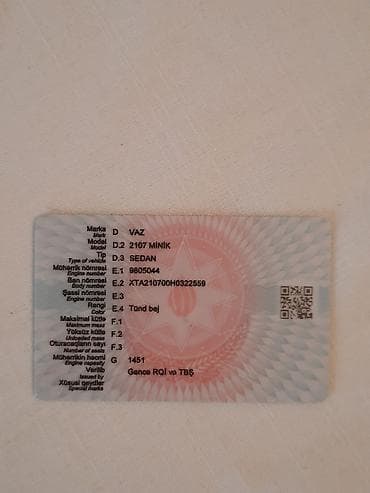 Marka D VAZ
Mark
Model D.2 2107 MİNİK
Model
Tip D.3 SEDAN
Type of vehicle
Mühərrik nömrəsi E.1 9805044
Engine number
Ban nömrəsi E.2 XTA210700H0322559
Body number
Şassi nömrəsi E.3
Engine number
Rəngi E.4 Tünd bej
Color
Maksimal kütlə F.1
Maximum mass
Yüksüz kütlə F.2
Unloaded mass
Oturacaqların sayı F.3
Number of seats
Mühərrikin həcmi G 1451
Engine capacity
Verilib Gəncə RQİ və TBŞ
Issued by
Xüsusi qeydlər
Special marks